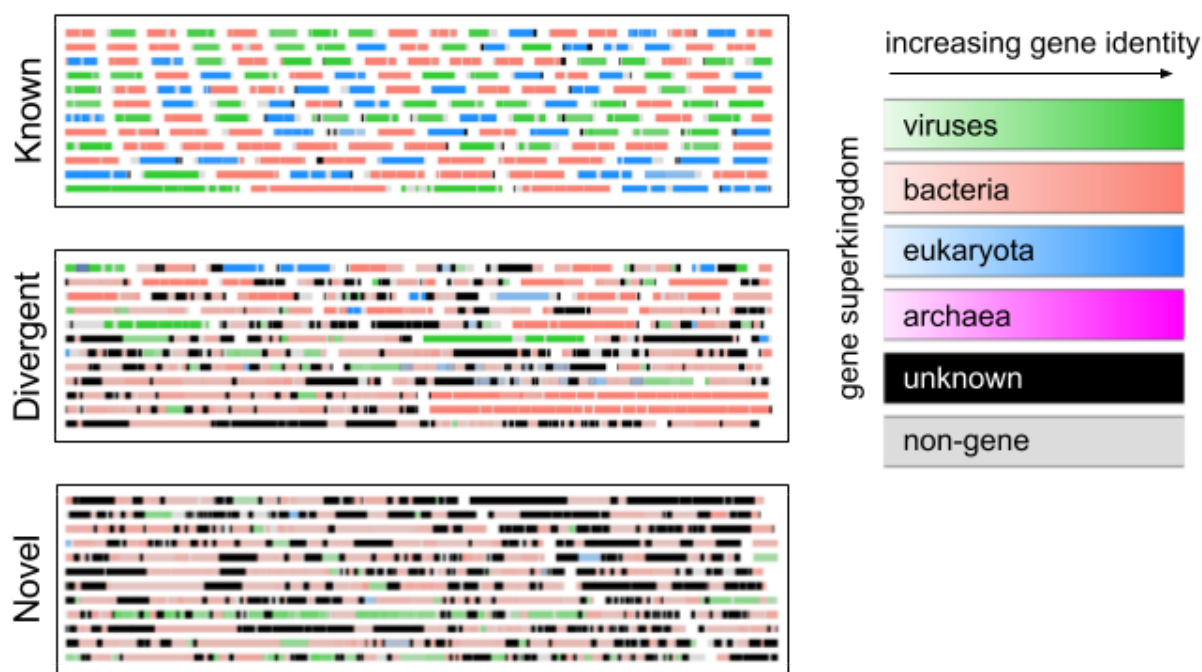 Known
Divergent
Novel
increasing gene identity
gene superkingdom
viruses
bacteria
eukaryota
archaea
unknown
non-gene